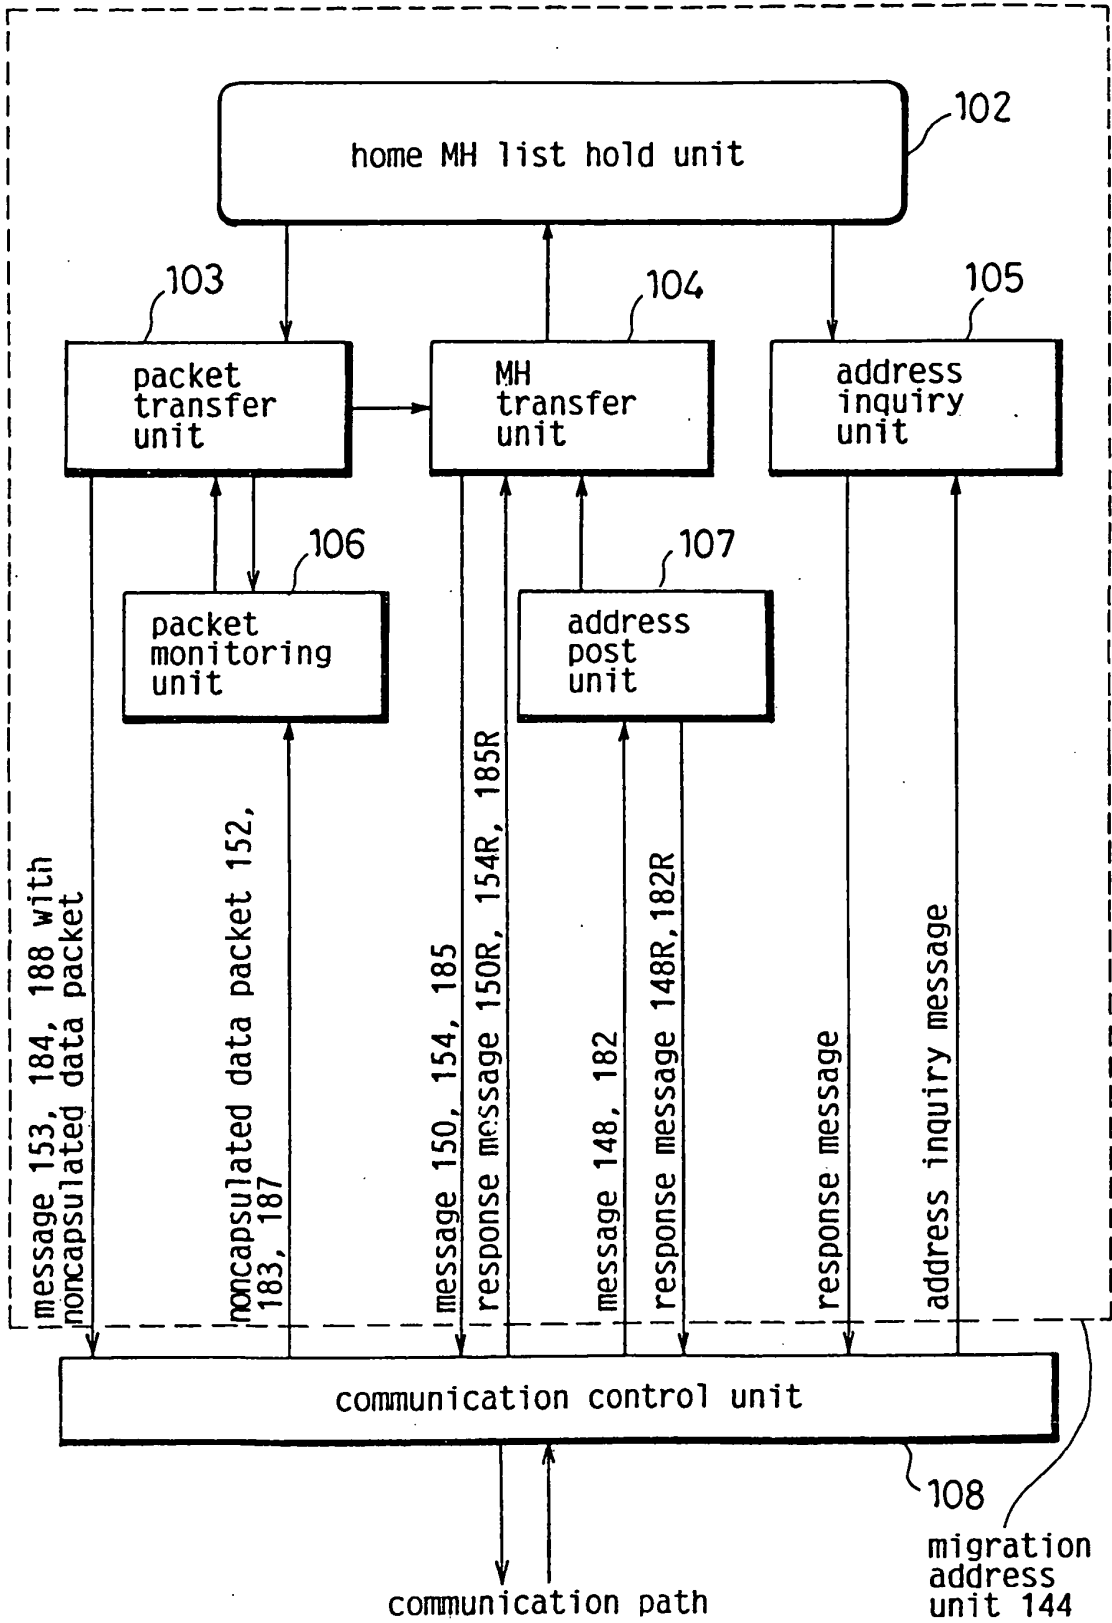 102
home MH list hold unit
103
104
105
packet
transfer
unit
MH
transfer
unit
address
inquiry
unit
106
107
packet
monitoring
unit
address
post
unit
message 153, 184, 188 with
noncapsulated data packet
noncapsulated data packet 152,
183, 187
message 150, 154, 185
response message 150R, 154R, 185R
message 148, 182
response message 148R, 182R
response message
address inquiry message
communication control unit
108
migration
address
unit 144
communication path